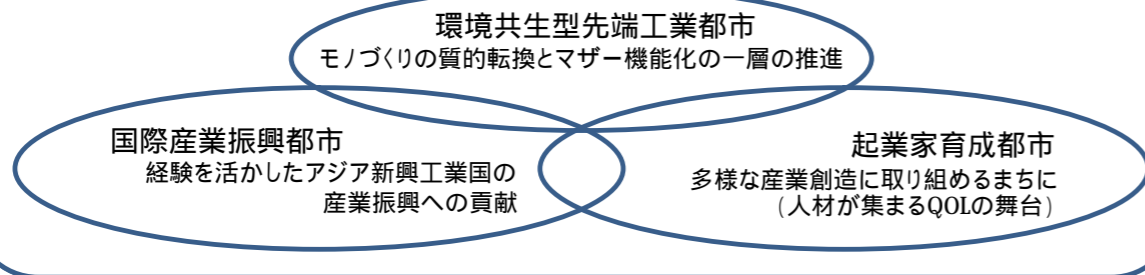 環境共生型先端工業都市
モノづくりの質的転換とマザー機能化の一層の推進
国際産業振興都市
経験を活かしたアジア新興工業国の
産業振興への貢献
起業家育成都市
多様な産業創造に取り組めるまちに
(人材が集まるQOLの舞台)